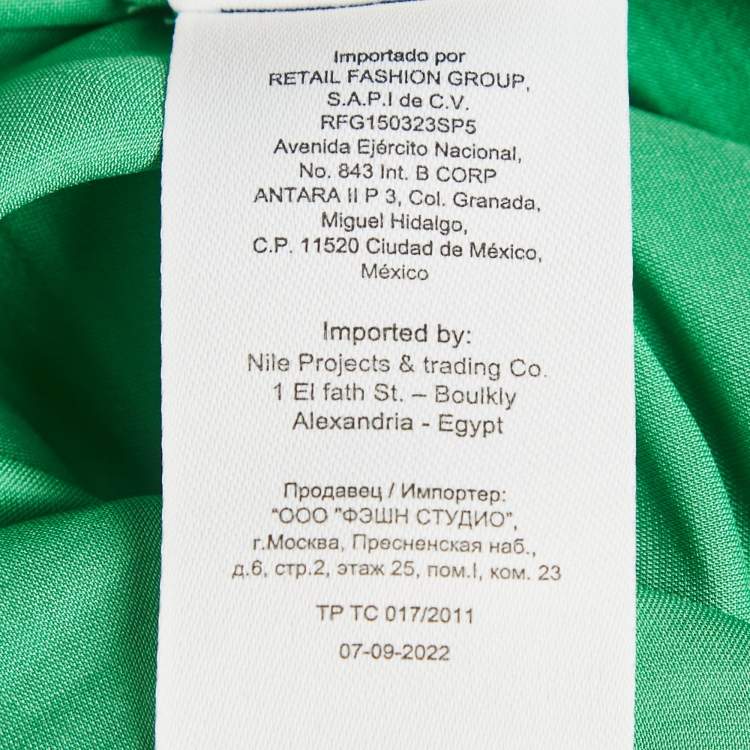 Importado por
RETAIL FASHION GROUP,
S.A.P.I de C.V.
RFG150323SP5
Avenida Ejército Nacional,
No. 843 Int. B CORP
ANTARA II P 3, Col. Granada,
Miguel Hidalgo,
C.P. 11520 Ciudad de México,
México
Imported by:
Nile Projects & trading Co.
1 El fath St. – Boulkly
Alexandria - Egypt
Продавец / Импортер:
“ООО "ФЭШН СТУДИО",
г.Москва, Пресненская наб.,
д.6, стр.2, этаж 25, пом.I, ком. 23
ТР ТС 017/2011
07-09-2022